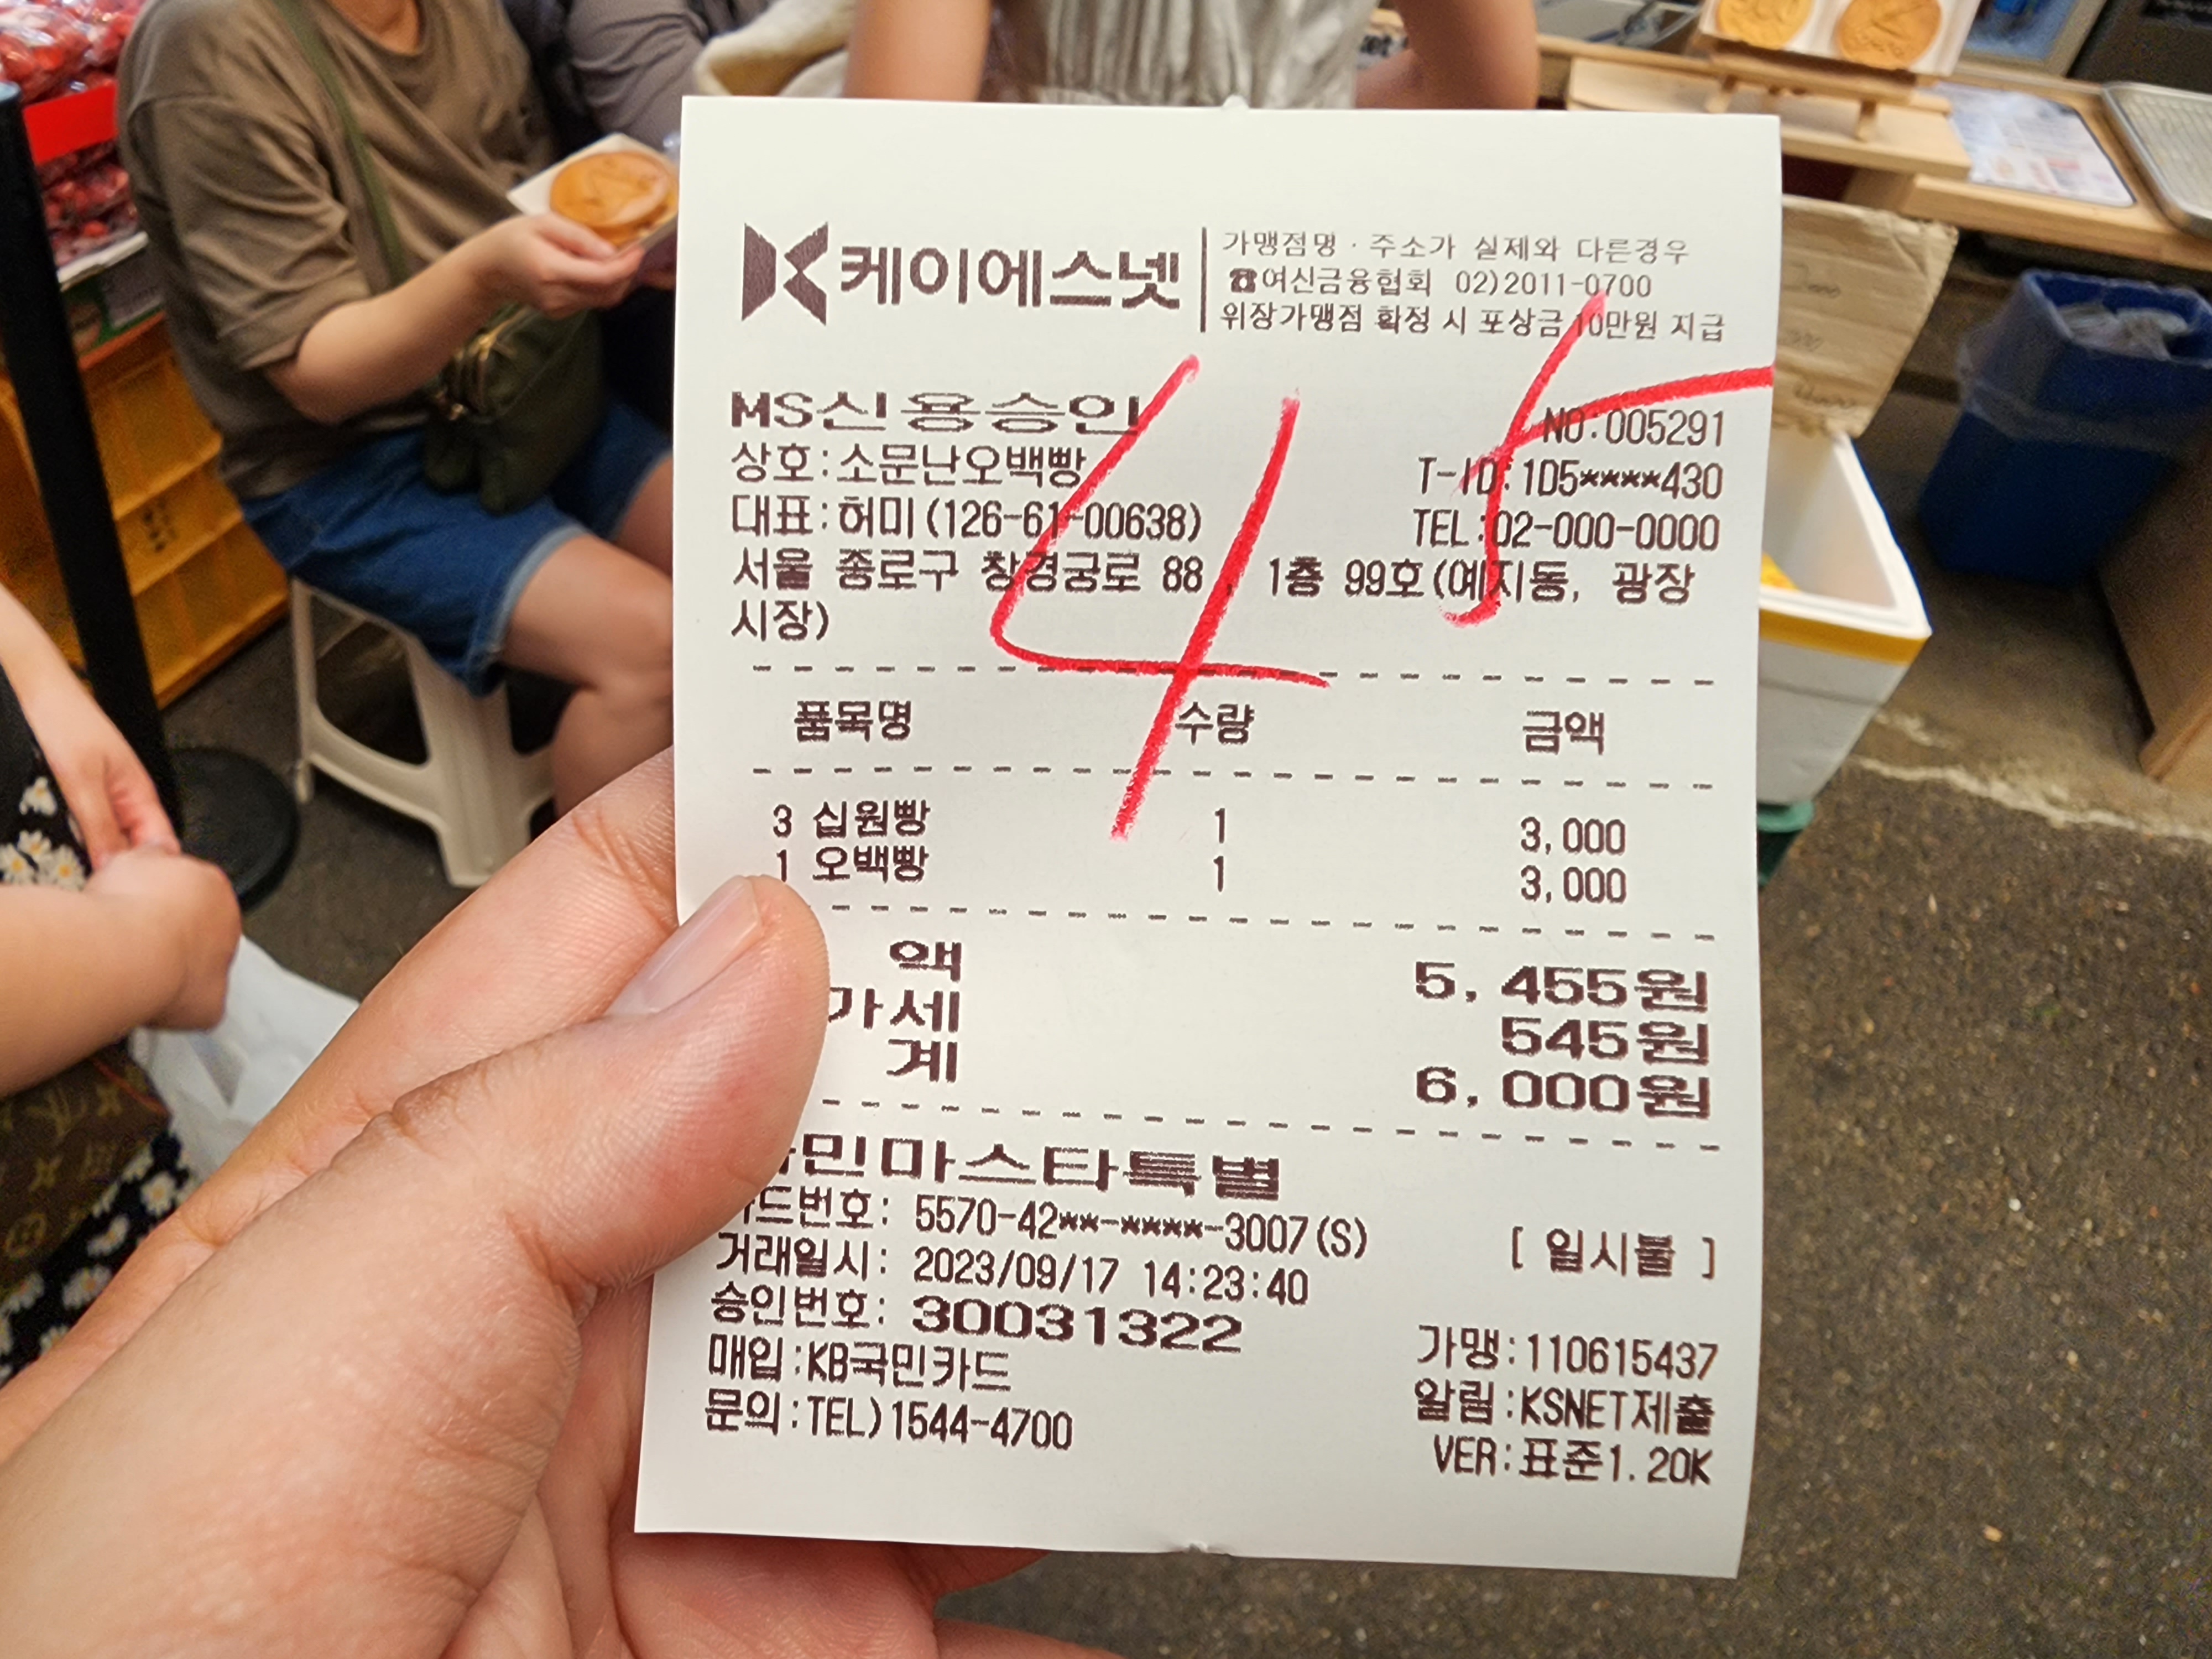 케이에스넷
가맹점명 · 주소가 실제와 다른경우
☎여신금융협회 02)2011-0700
위장가맹점 확정 시 포상금 10만원 지급
45
MS신용승인
NO:005291
상호:소문난오백빵
T-ID:105****430
대표:허미(126-61-00638)
TEL:02-000-0000
서울 종로구 창경궁로 88 , 1층 99호(예지동, 광장
시장)
품목명 수량 금액
3 십원빵 1 3,000
1 오백빵 1 3,000
액 5,455원
가세 545원
계 6,000원
민마스타특별
드번호: 5570-42**-****-3007(S)
[ 일시불 ]
거래일시: 2023/09/17 14:23:40
승인번호: 30031322
매입:KB국민카드
가맹:110615437
문의:TEL)1544-4700
알림:KSNET제출
VER:표준1.20K